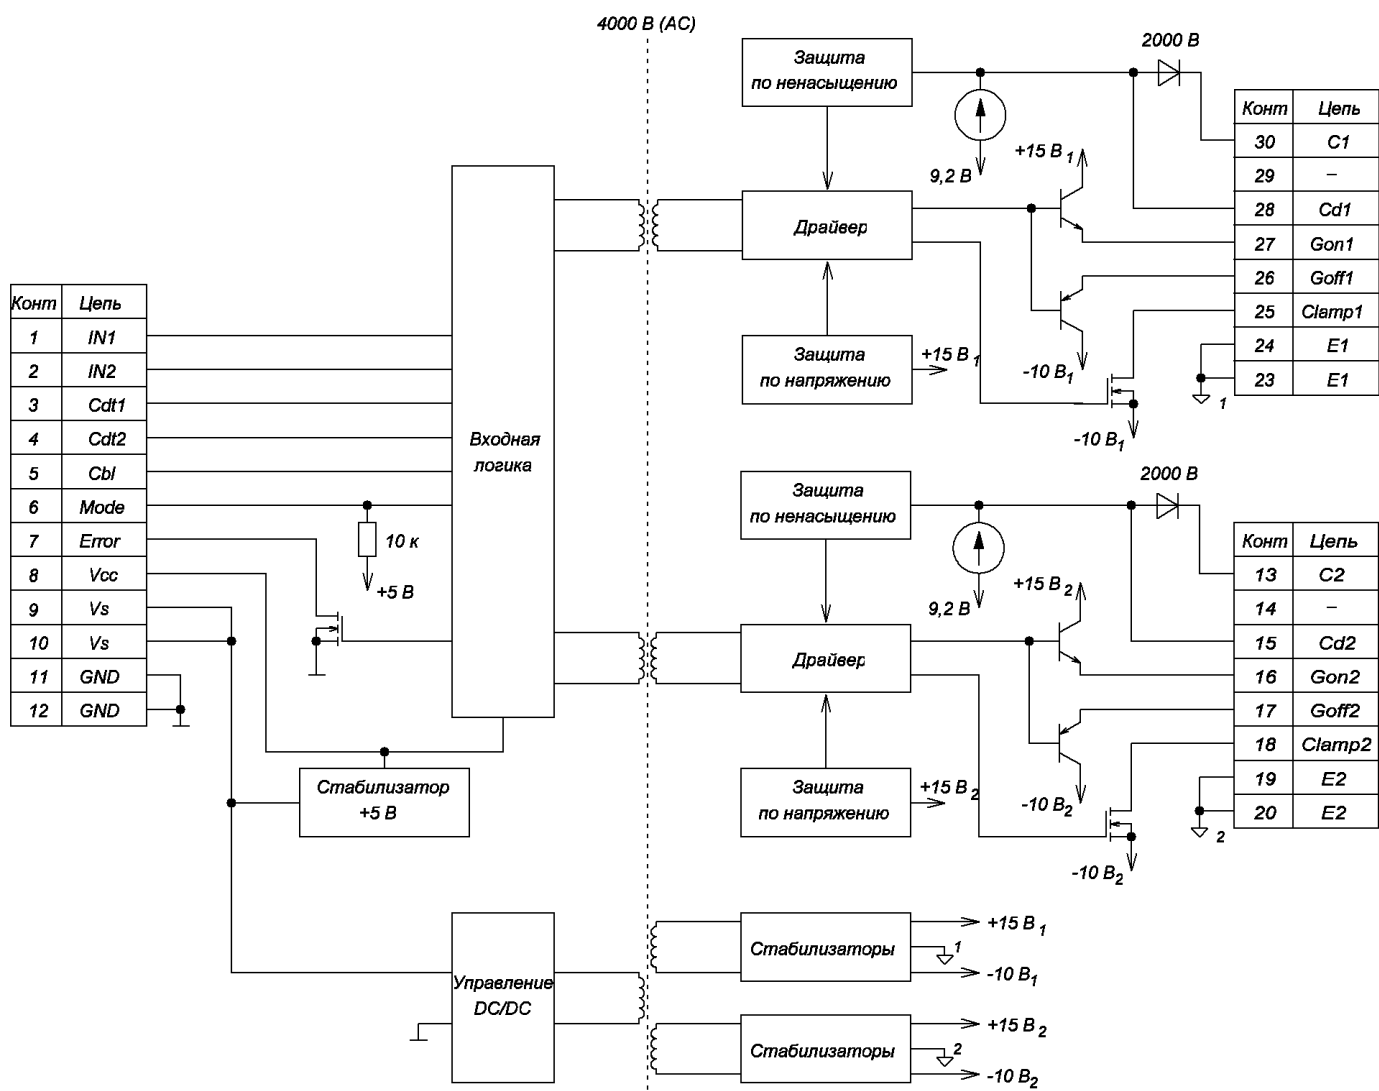 4000 В (AC)
Защита
по ненасыщению
2000 В
9,2 В
+15 В1
Драйвер
Защита
по напряжению
+15 В1
-10 В1
-10 В1
Конт Цепь
30 C1
29 –
28 Cd1
27 Gon1
26 Goff1
25 Clamp1
24 E1
23 E1
1
Конт Цепь
1 IN1
2 IN2
3 Cdt1
4 Cdt2
5 Cbl
6 Mode
7 Error
8 Vcc
9 Vs
10 Vs
11 GND
12 GND
10 к
+5 В
Входная
логика
Стабилизатор
+5 В
Защита
по ненасыщению
2000 В
9,2 В
+15 В2
Драйвер
Защита
по напряжению
+15 В2
-10 В2
-10 В2
Конт Цепь
13 C2
14 –
15 Cd2
16 Gon2
17 Goff2
18 Clamp2
19 E2
20 E2
2
Управление
DC/DC
Стабилизаторы
+15 В1
1
-10 В1
Стабилизаторы
+15 В2
2
-10 В2